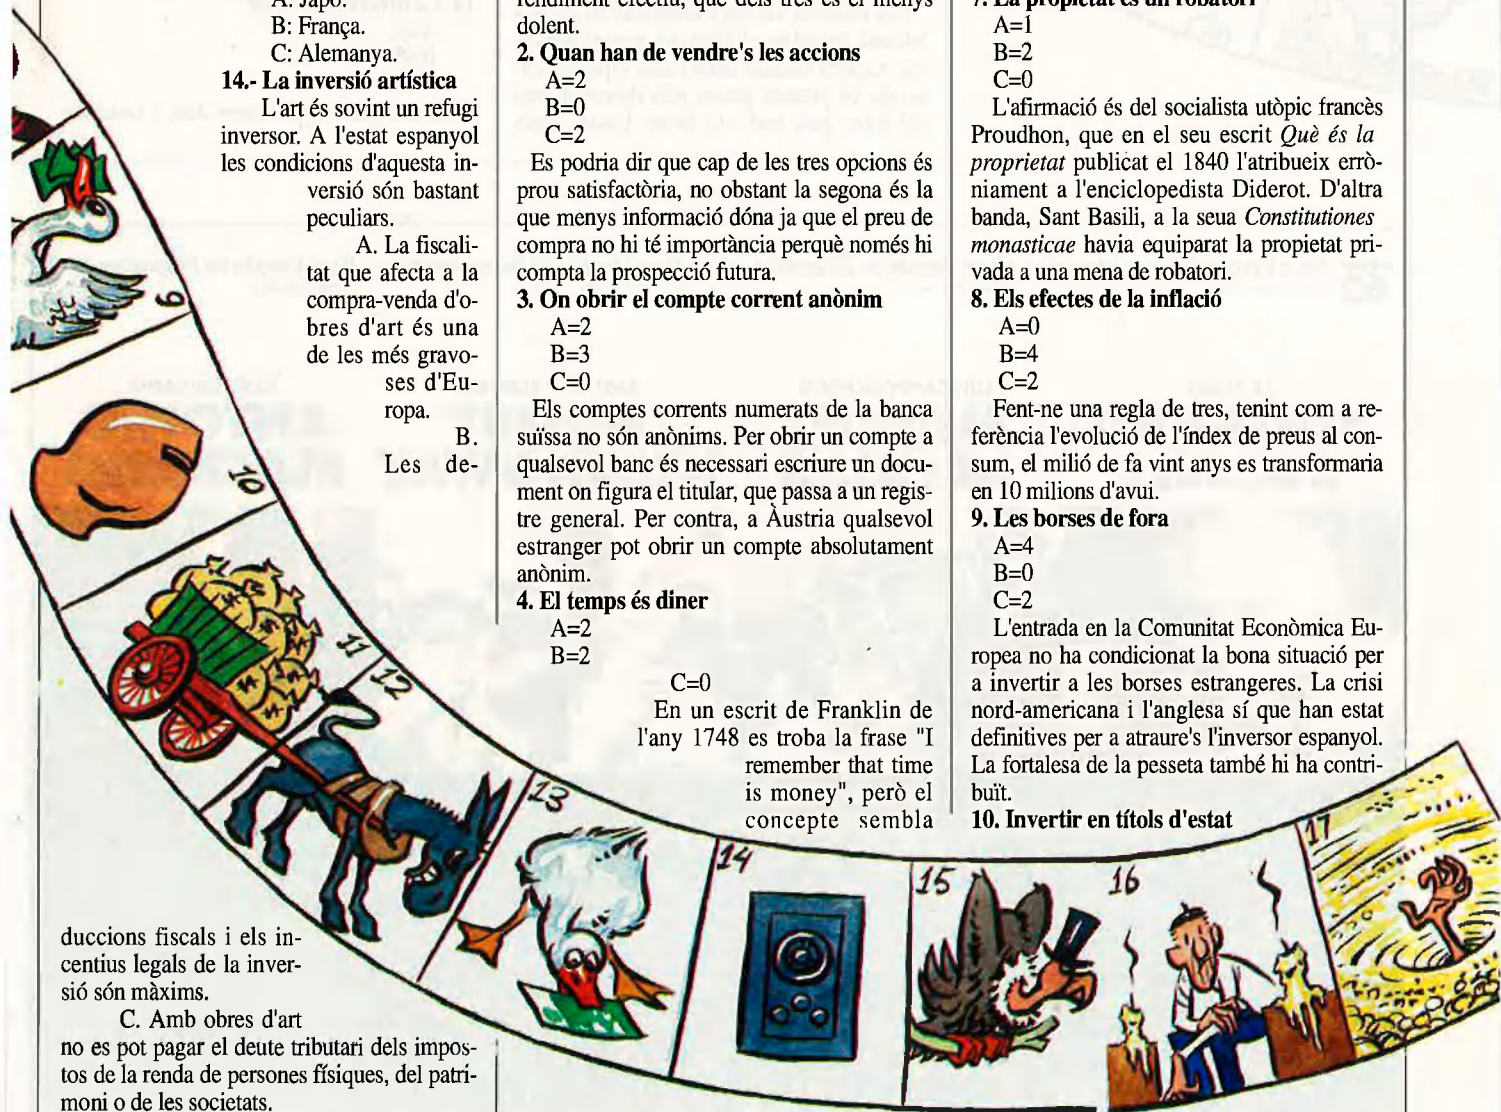 A: Japó.
B: França.
C: Alemanya.
14.- La inversió artística
L'art és sovint un refugi
inversor. A l'estat espanyol
les condicions d'aquesta in-
versió són bastant
peculiars.
A. La fiscali-
tat que afecta a la
compra-venda d'o-
bres d'art és una
de les més gravo-
ses d'Eu-
ropa.
B.
Les de-
duccions fiscals i els in-
centius legals de la inver-
sió són màxims.
C. Amb obres d'art
no es pot pagar el deute tributari dels impos-
tos de la renda de persones físiques, del patri-
moni o de les societats.
rendiment efectiu, que dels tres és el menys
dolent.
2. Quan han de vendre's les accions
A=2
B=0
C=2
Es podria dir que cap de les tres opcions és
prou satisfactòria, no obstant la segona és la
que menys informació dóna ja que el preu de
compra no hi té importància perquè només hi
compta la prospecció futura.
3. On obrir el compte corrent anònim
A=2
B=3
C=0
Els comptes corrents numerats de la banca
suïssa no són anònims. Per obrir un compte a
qualsevol banc és necessari escriure un docu-
ment on figura el titular, que passa a un regis-
tre general. Per contra, a Àustria qualsevol
estranger pot obrir un compte absolutament
anònim.
4. El temps és diner
A=2
B=2
C=0
En un escrit de Franklin de
l'any 1748 es troba la frase "I
remember that time
is money", però el
concepte sembla
7. La propietat és un robatori
A=1
B=2
C=0
L'afirmació és del socialista utòpic francès
Proudhon, que en el seu escrit Què és la
proprietat publicat el 1840 l'atribueix errò-
niament a l'enciclopedista Diderot. D'altra
banda, Sant Basili, a la seua Constitutiones
monasticae havia equiparat la propietat pri-
vada a una mena de robatori.
8. Els efectes de la inflació
A=0
B=4
C=2
Fent-ne una regla de tres, tenint com a re-
ferència l'evolució de l'índex de preus al con-
sum, el milió de fa vint anys es transformaria
en 10 milions d'avui.
9. Les borses de fora
A=4
B=0
C=2
L'entrada en la Comunitat Econòmica Eu-
ropea no ha condicionat la bona situació per
a invertir a les borses estrangeres. La crisi
nord-americana i l'anglesa sí que han estat
definitives per a atraure's l'inversor espanyol.
La fortalesa de la pesseta també hi ha contri-
buït.
10. Invertir en títols d'estat
9
10
11
12
13
14
15
16
17